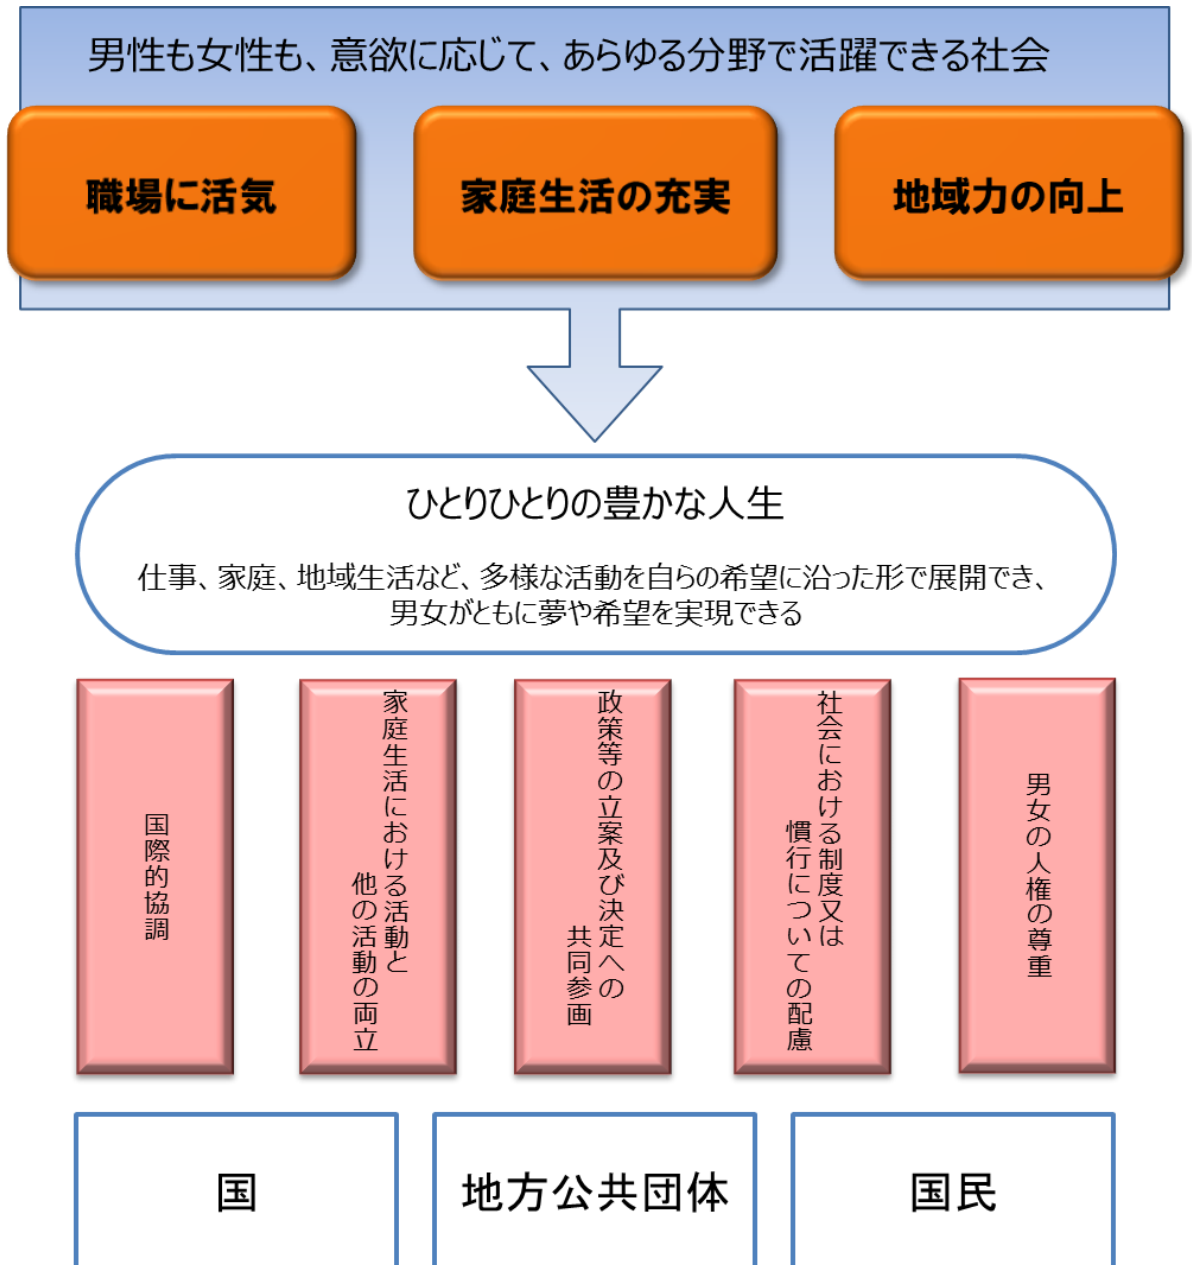 男性も女性も、意欲に応じて、あらゆる分野で活躍できる社会
職場に活気
家庭生活の充実
地域力の向上
ひとりひとりの豊かな人生
仕事、家庭、地域生活など、多様な活動を自らの希望に沿った形で展開でき、
男女がともに夢や希望を実現できる
国際的協調
家庭生活における活動と
他の活動の両立
政策等の立案及び決定への
共同参画
社会における制度又は
慣行についての配慮
男女の人権の尊重
国
地方公共団体
国民